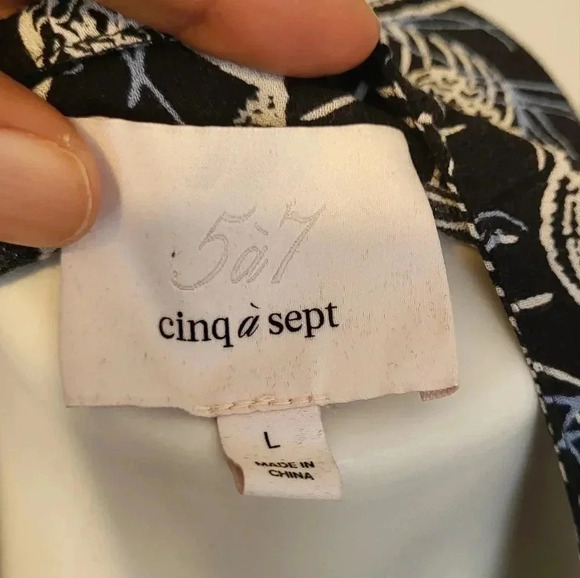 5à7
cinq à sept
L
MADE IN
CHINA